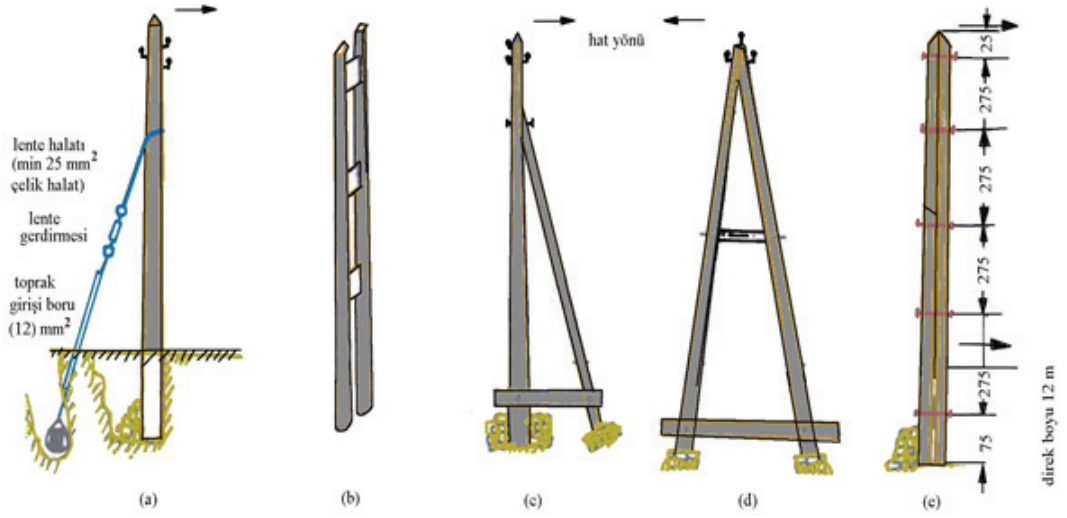 hat yönü
lente halatı
(min 25 mm²
çelik halat)
lente
gerdirmesi
toprak
girişi boru
(12) mm²
25
275
275
275
275
75
direk boyu 12 m
(a)
(b)
(c)
(d)
(e)